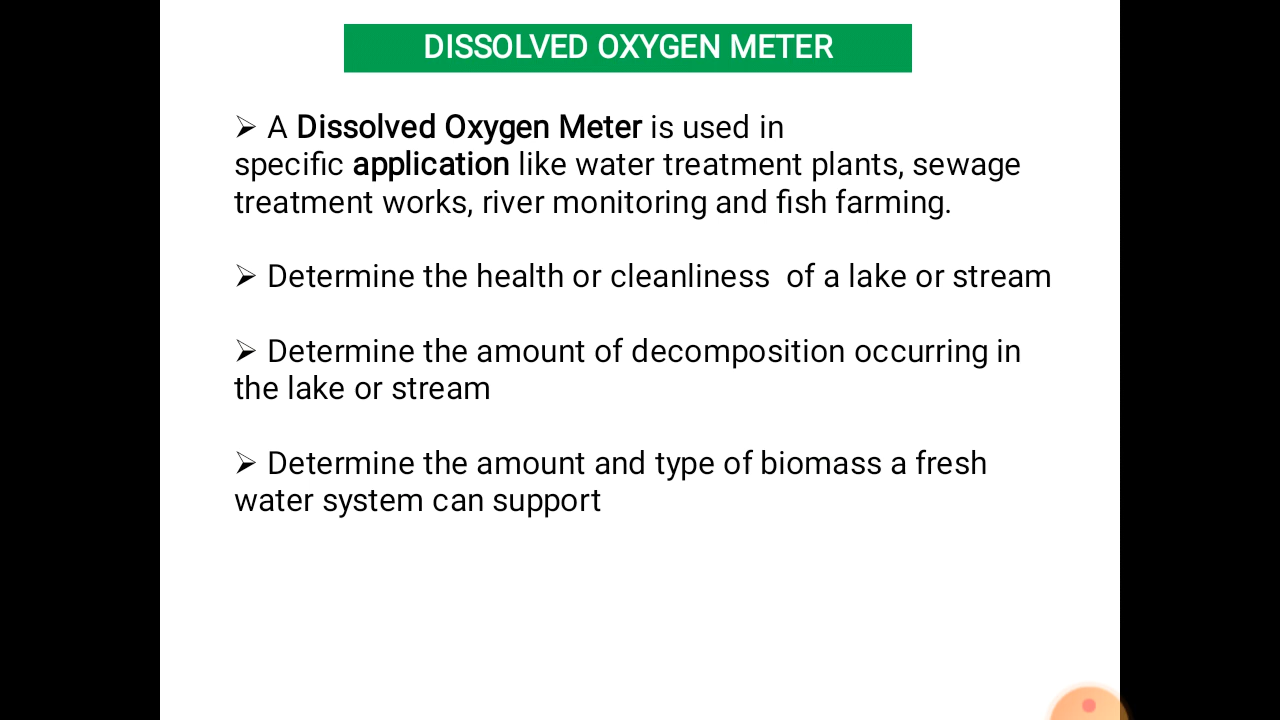 DISSOLVED OXYGEN METER
➢ A Dissolved Oxygen Meter is used in
specific application like water treatment plants, sewage
treatment works, river monitoring and fish farming.
➢ Determine the health or cleanliness  of a lake or stream
➢ Determine the amount of decomposition occurring in
the lake or stream
➢ Determine the amount and type of biomass a fresh
water system can support